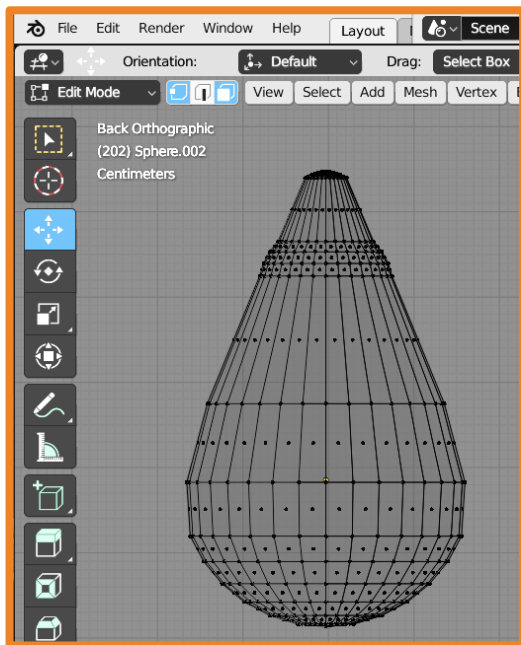 File Edit Render Window Help Layout Scene
Orientation: Default Drag: Select Box
Edit Mode View Select Add Mesh Vertex
Back Orthographic
(202) Sphere.002
Centimeters